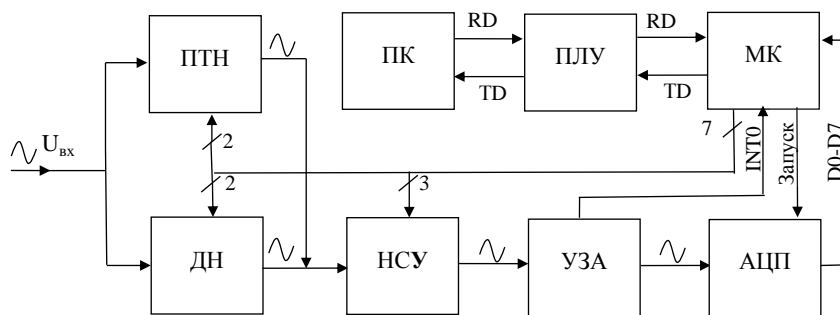 ПТН
ПК
RD
ПЛУ
RD
МК
TD
TD
Uвх
2
2
3
7
INT0
Запуск
D0-D7
ДН
НСУ
УЗА
АЦП